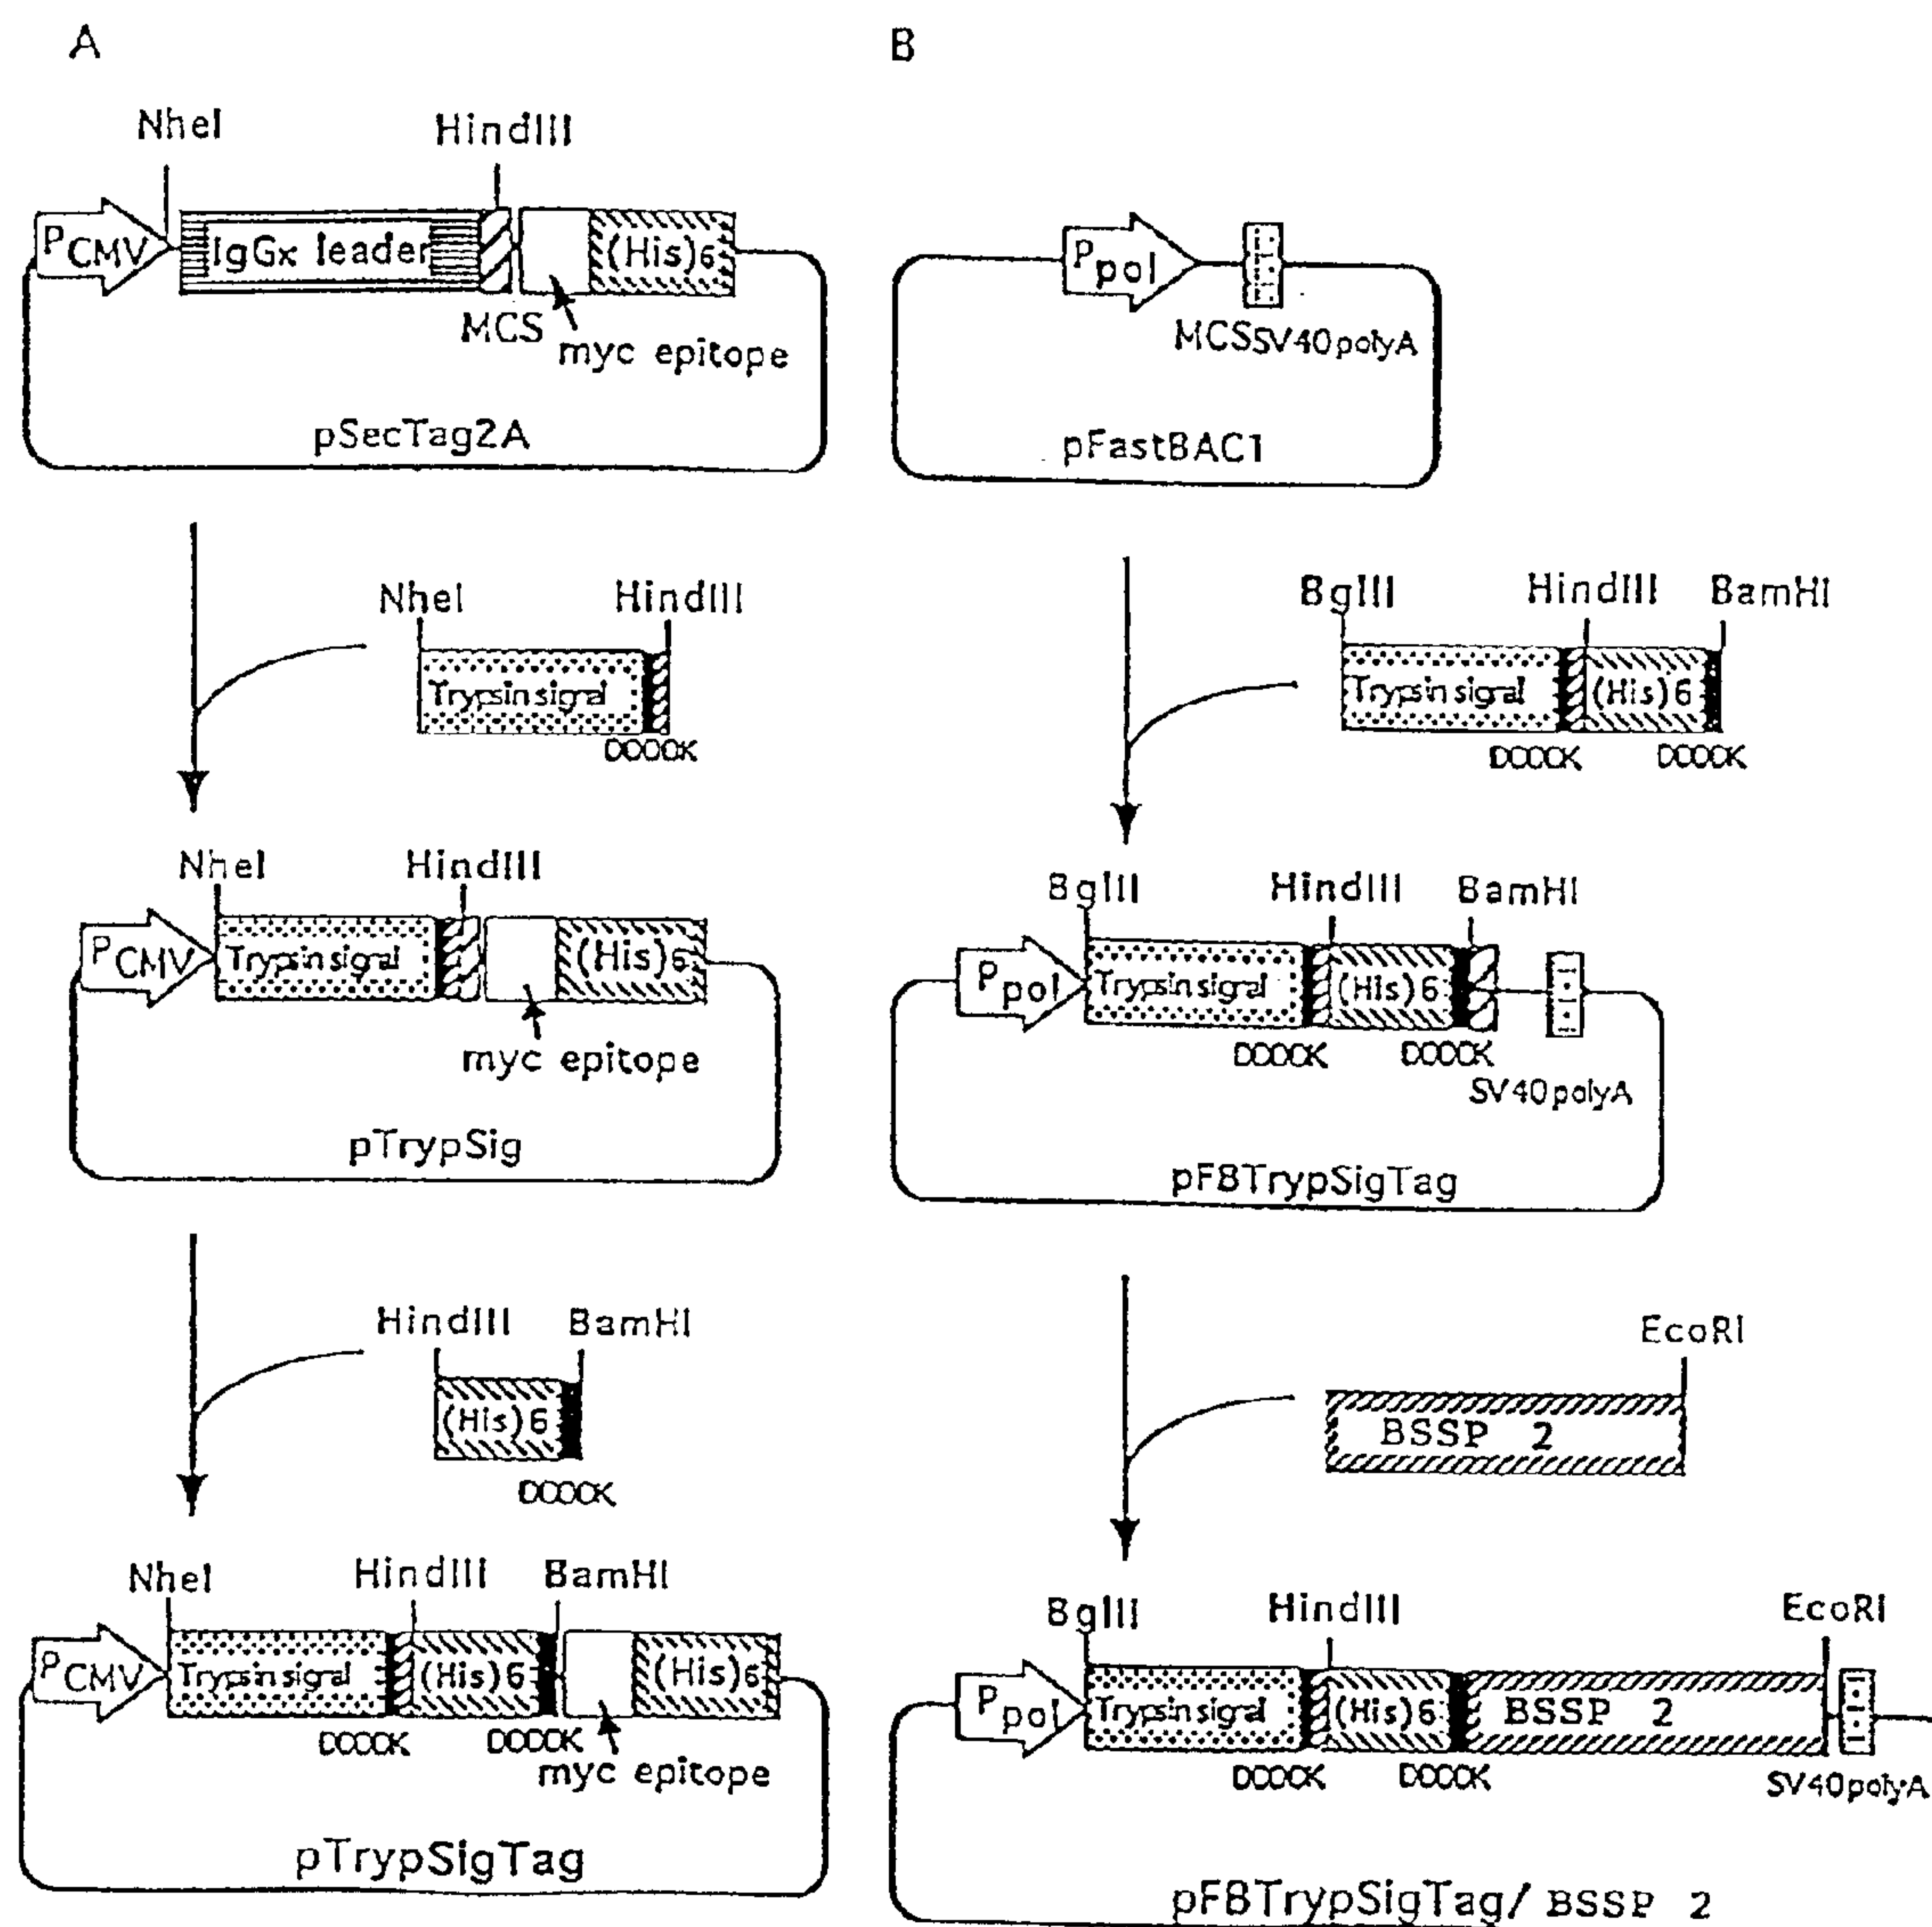 A
NheI HindIII
PCMV IgGx leader (His)6
MCS
myc epitope
pSecTag2A
NheI HindIII
Trypsin signal
DDDDK
NheI HindIII
PCMV Trypsin signal (His)6
myc epitope
pTrypSig
HindIII BamHI
(His)6
DDDDK
NheI HindIII BamHI
PCMV Trypsin signal (His)6 (His)6
DDDDK DDDDK
myc epitope
pTrypSigTag
B
Ppol
MCS SV40polyA
pFastBAC1
BglII HindIII BamHI
Trypsin signal (His)6
DDDDK DDDDK
BglII HindIII BamHI
Ppol Trypsin signal (His)6
DDDDK DDDDK
SV40polyA
pFBTrypSigTag
EcoRI
BSSP 2
BglII HindIII EcoRI
Ppol Trypsin signal (His)6 BSSP 2
DDDDK DDDDK
SV40polyA
pFBTrypSigTag/ BSSP 2